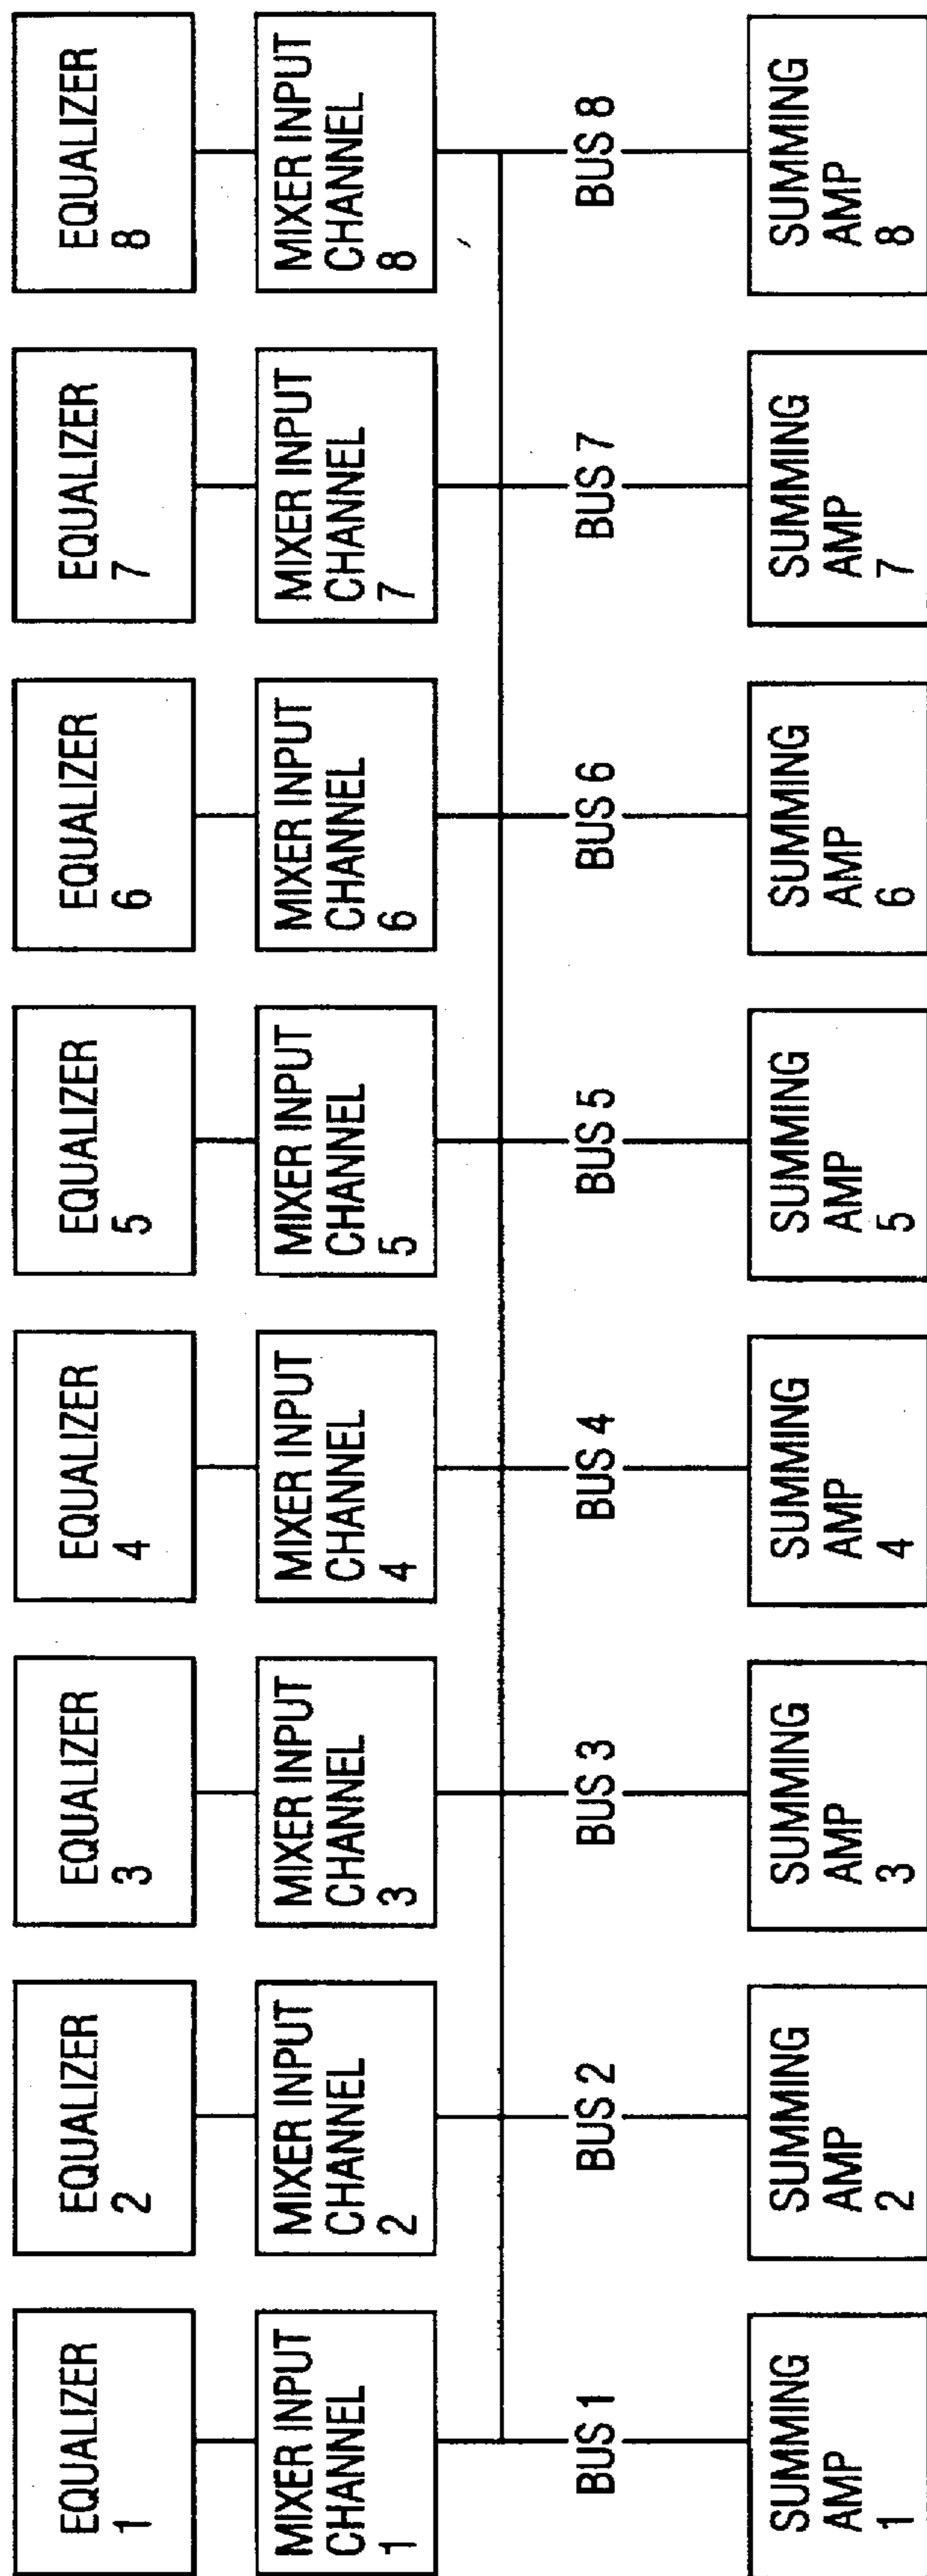 EQUALIZER
1
EQUALIZER
2
EQUALIZER
3
EQUALIZER
4
EQUALIZER
5
EQUALIZER
6
EQUALIZER
7
EQUALIZER
8
MIXER INPUT
CHANNEL
1
MIXER INPUT
CHANNEL
2
MIXER INPUT
CHANNEL
3
MIXER INPUT
CHANNEL
4
MIXER INPUT
CHANNEL
5
MIXER INPUT
CHANNEL
6
MIXER INPUT
CHANNEL
7
MIXER INPUT
CHANNEL
8
BUS 1
BUS 2
BUS 3
BUS 4
BUS 5
BUS 6
BUS 7
BUS 8
SUMMING
AMP
1
SUMMING
AMP
2
SUMMING
AMP
3
SUMMING
AMP
4
SUMMING
AMP
5
SUMMING
AMP
6
SUMMING
AMP
7
SUMMING
AMP
8